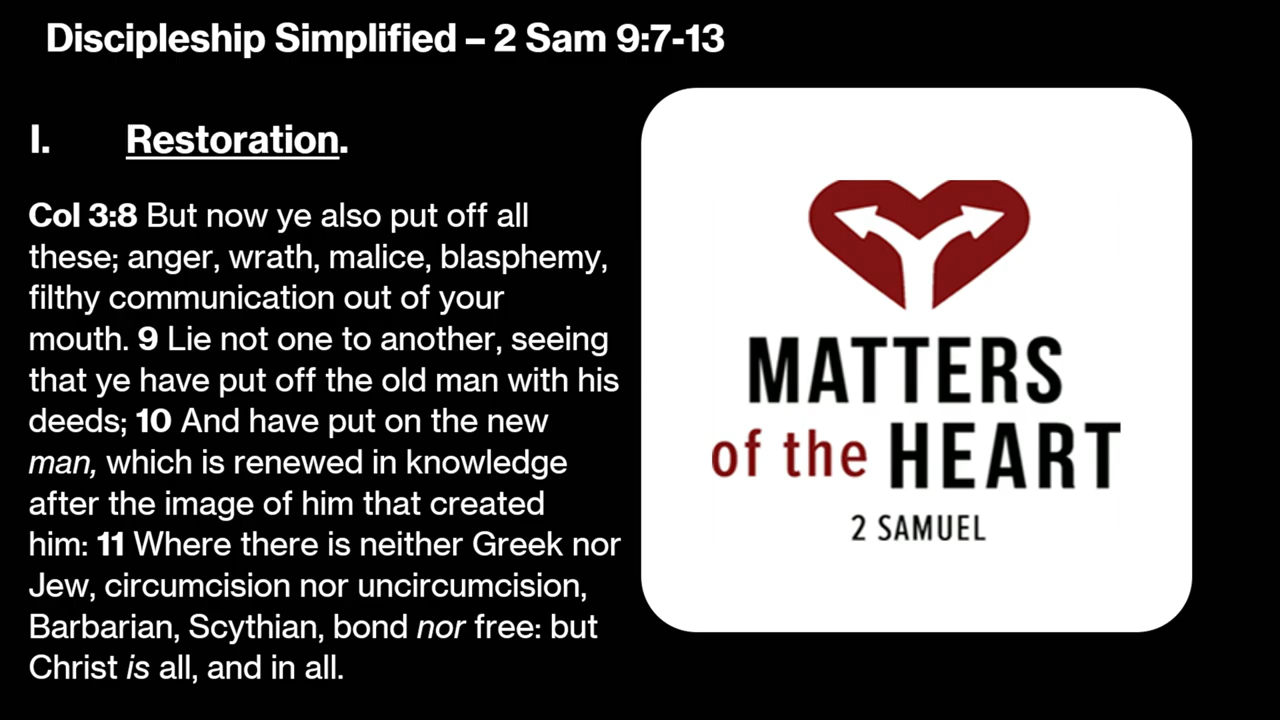 Discipleship Simplified – 2 Sam 9:7-13
I. Restoration.
Col 3:8 But now ye also put off all
these; anger, wrath, malice, blasphemy,
filthy communication out of your
mouth. 9 Lie not one to another, seeing
that ye have put off the old man with his
deeds; 10 And have put on the new
man, which is renewed in knowledge
after the image of him that created
him: 11 Where there is neither Greek nor
Jew, circumcision nor uncircumcision,
Barbarian, Scythian, bond nor free: but
Christ is all, and in all.
MATTERS
of the HEART
2 SAMUEL